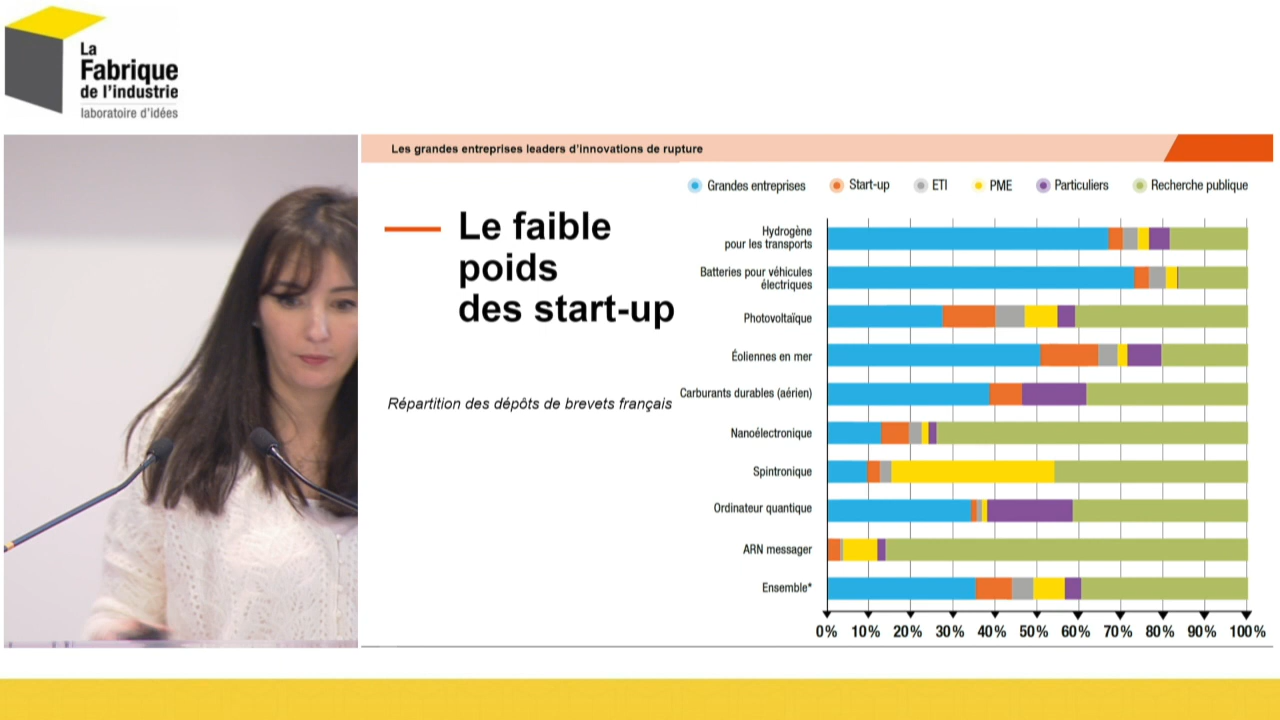 La
Fabrique
de l'industrie
laboratoire d'idées
Les grandes entreprises leaders d'innovations de rupture
Grandes entreprises
Start-up
ETI
PME
Particuliers
Recherche publique
Le faible
poids
des start-up
Répartition des dépôts de brevets français
Hydrogène
pour les transports
Batteries pour véhicules
électriques
Photovoltaïque
Éoliennes en mer
Carburants durables (aérien)
Nanoélectronique
Spintronique
Ordinateur quantique
ARN messager
Ensemble*
0% 10% 20% 30% 40% 50% 60% 70% 80% 90% 100%